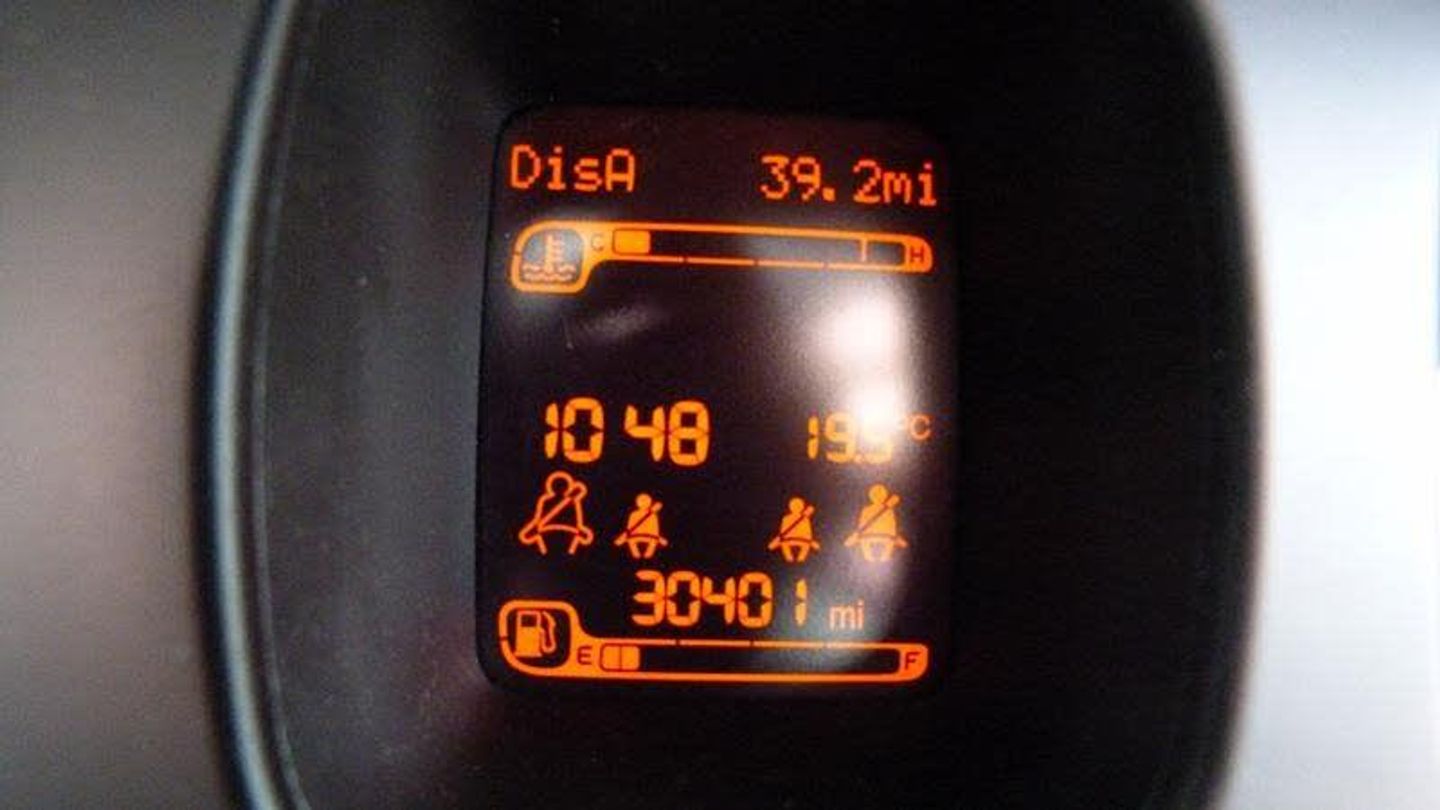 DisA 39.2mi
C H
10 48 19.5°C
30401 mi
E F